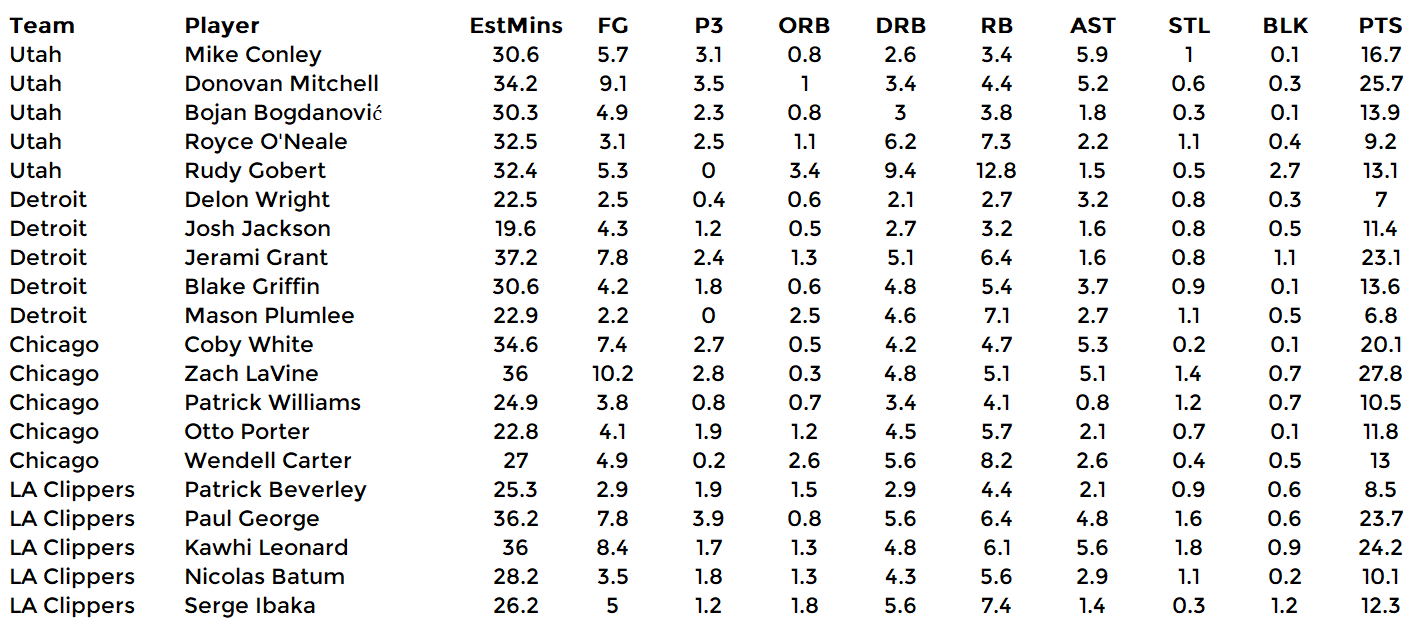 Team Player EstMins FG P3 ORB DRB RB AST STL BLK PTS
Utah Mike Conley 30.6 5.7 3.1 0.8 2.6 3.4 5.9 1 0.1 16.7
Utah Donovan Mitchell 34.2 9.1 3.5 1 3.4 4.4 5.2 0.6 0.3 25.7
Utah Bojan Bogdanović 30.3 4.9 2.3 0.8 3 3.8 1.8 0.3 0.1 13.9
Utah Royce O'Neale 32.5 3.1 2.5 1.1 6.2 7.3 2.2 1.1 0.4 9.2
Utah Rudy Gobert 32.4 5.3 0 3.4 9.4 12.8 1.5 0.5 2.7 13.1
Detroit Delon Wright 22.5 2.5 0.4 0.6 2.1 2.7 3.2 0.8 0.3 7
Detroit Josh Jackson 19.6 4.3 1.2 0.5 2.7 3.2 1.6 0.8 0.5 11.4
Detroit Jerami Grant 37.2 7.8 2.4 1.3 5.1 6.4 1.6 0.8 1.1 23.1
Detroit Blake Griffin 30.6 4.2 1.8 0.6 4.8 5.4 3.7 0.9 0.1 13.6
Detroit Mason Plumlee 22.9 2.2 0 2.5 4.6 7.1 2.7 1.1 0.5 6.8
Chicago Coby White 34.6 7.4 2.7 0.5 4.2 4.7 5.3 0.2 0.1 20.1
Chicago Zach LaVine 36 10.2 2.8 0.3 4.8 5.1 5.1 1.4 0.7 27.8
Chicago Patrick Williams 24.9 3.8 0.8 0.7 3.4 4.1 0.8 1.2 0.7 10.5
Chicago Otto Porter 22.8 4.1 1.9 1.2 4.5 5.7 2.1 0.7 0.1 11.8
Chicago Wendell Carter 27 4.9 0.2 2.6 5.6 8.2 2.6 0.4 0.5 13
LA Clippers Patrick Beverley 25.3 2.9 1.9 1.5 2.9 4.4 2.1 0.9 0.6 8.5
LA Clippers Paul George 36.2 7.8 3.9 0.8 5.6 6.4 4.8 1.6 0.6 23.7
LA Clippers Kawhi Leonard 36 8.4 1.7 1.3 4.8 6.1 5.6 1.8 0.9 24.2
LA Clippers Nicolas Batum 28.2 3.5 1.8 1.3 4.3 5.6 2.9 1.1 0.2 10.1
LA Clippers Serge Ibaka 26.2 5 1.2 1.8 5.6 7.4 1.4 0.3 1.2 12.3